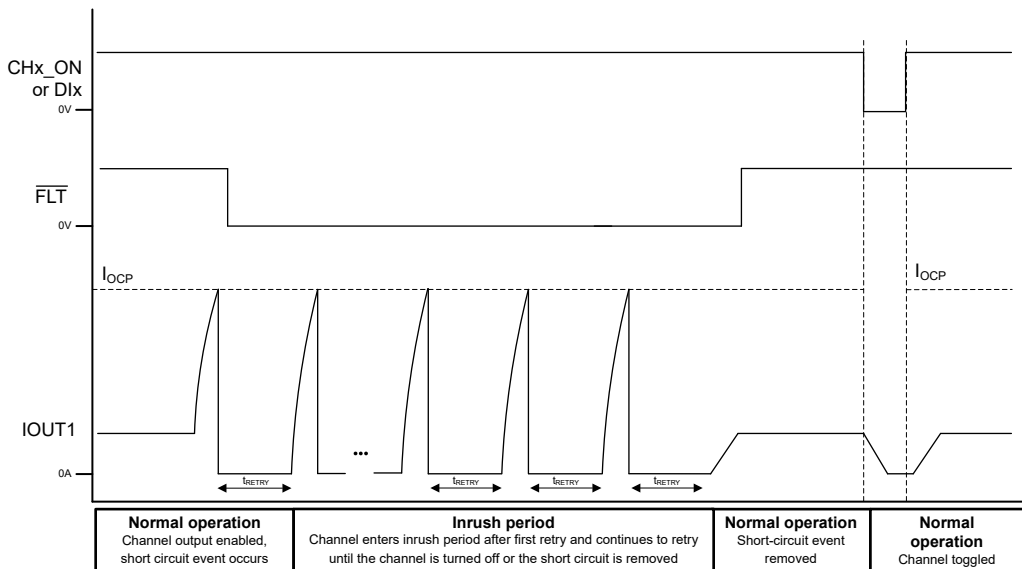 CHx_ON
or DIx
0V
FLT
0V
IOCP
IOCP
IOUT1
...
0A
tRETRY
tRETRY
tRETRY
tRETRY
Normal operation
Channel output enabled,
short circuit event occurs
Inrush period
Channel enters inrush period after first retry and continues to retry
until the channel is turned off or the short circuit is removed
Normal operation
Short-circuit event
removed
Normal
operation
Channel toggled